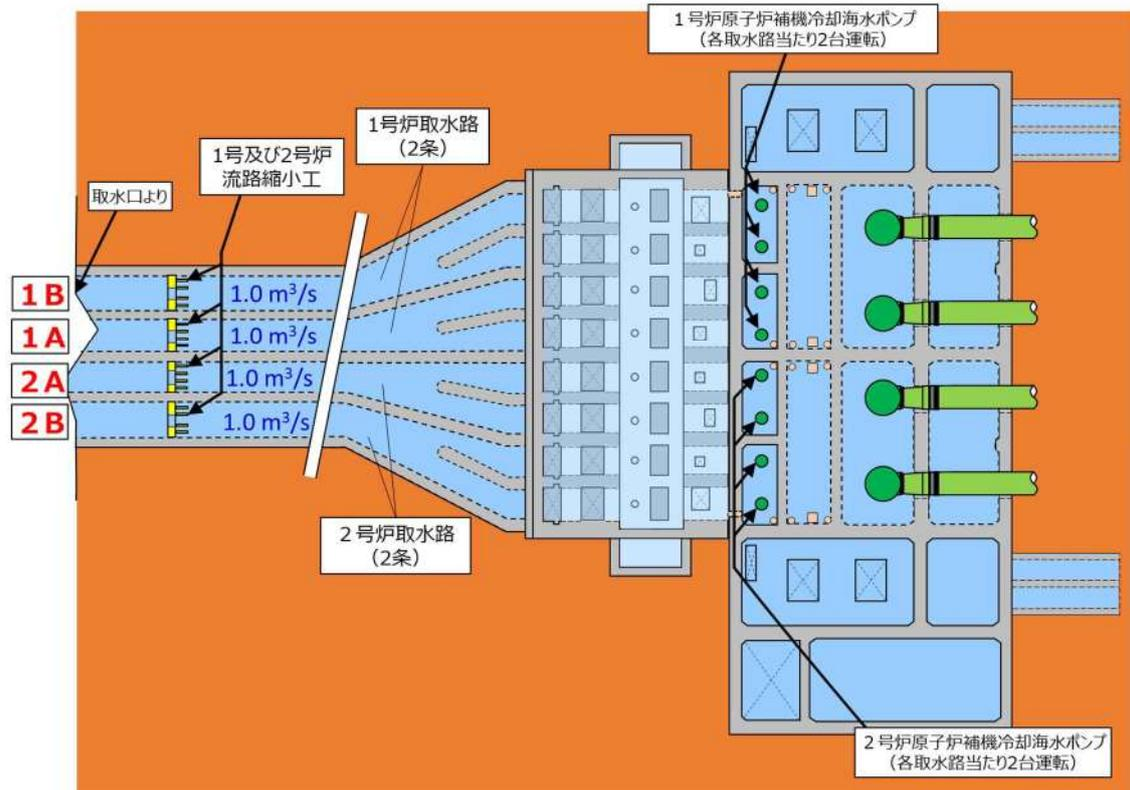 1号炉原子炉補機冷却海水ポンプ
(各取水路当たり2台運転)
1号炉取水路
(2条)
1号及び2号炉
流路縮小工
取水口より
1B
1.0 m³/s
1A
1.0 m³/s
2A
1.0 m³/s
2B
1.0 m³/s
2号炉取水路
(2条)
2号炉原子炉補機冷却海水ポンプ
(各取水路当たり2台運転)